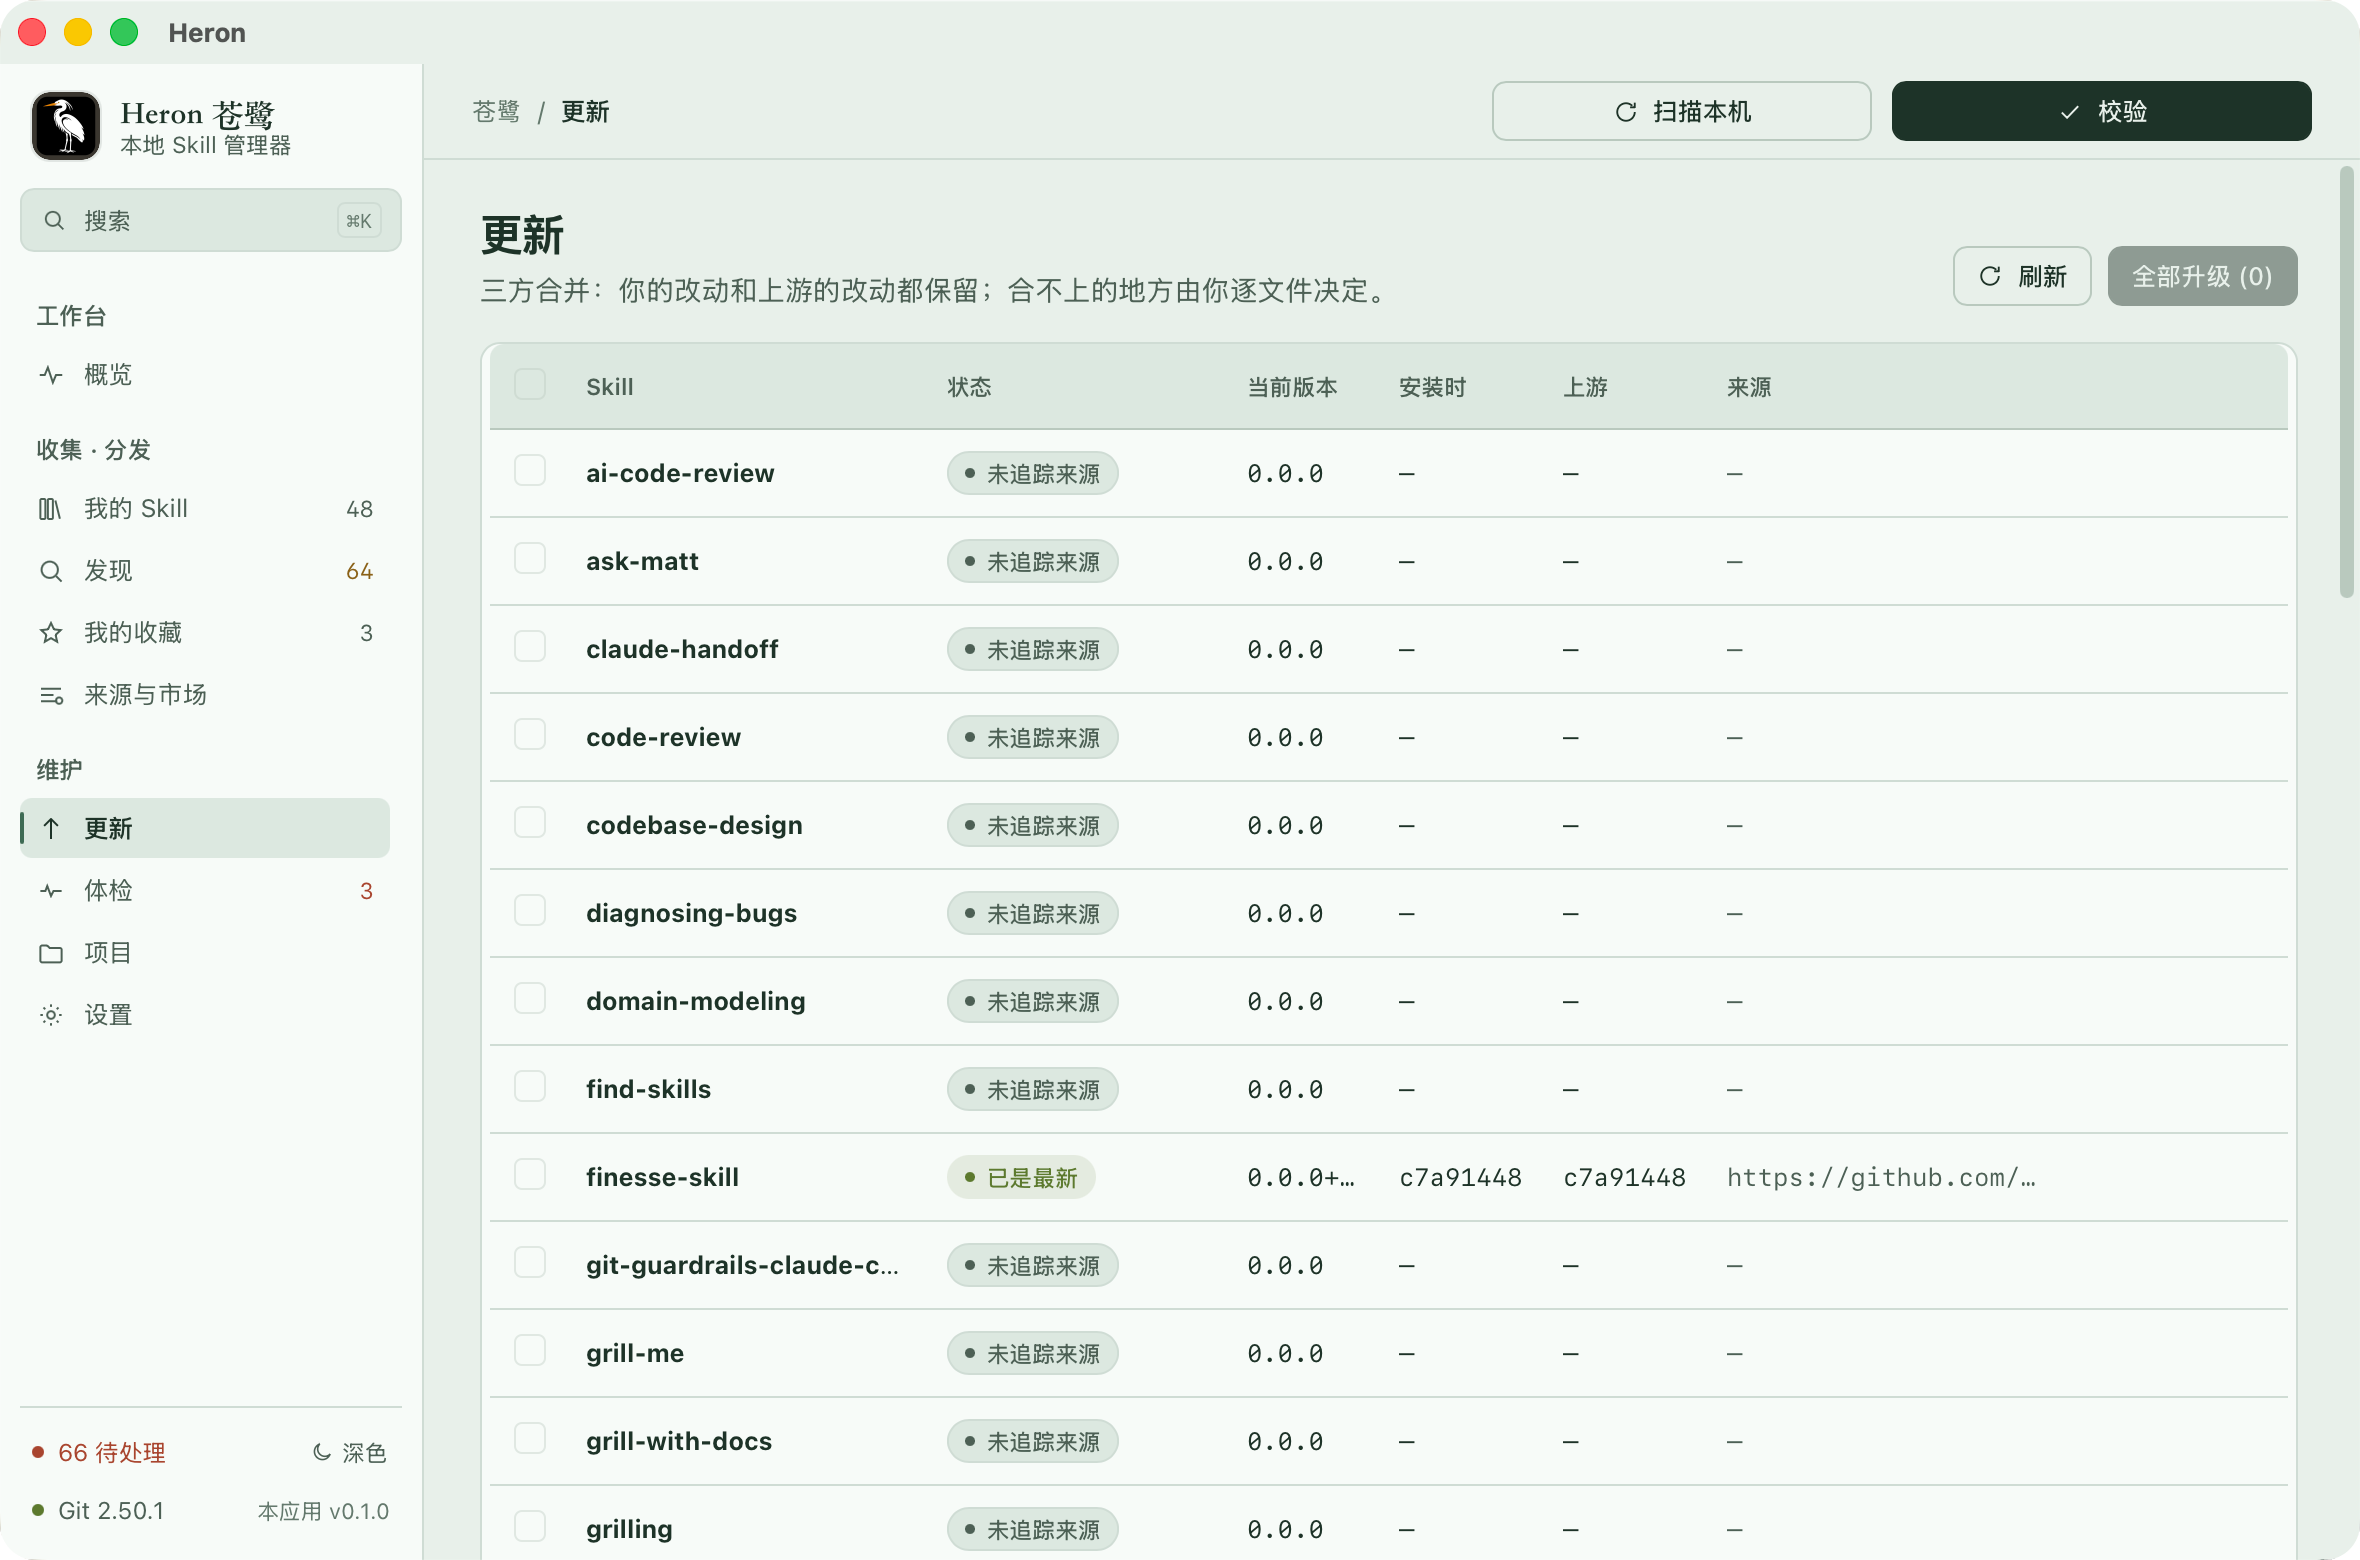 Heron
Heron 苍鹭
本地 Skill 管理器
搜索 ⌘K
工作台
概览
收集 · 分发
我的 Skill 48
发现 64
我的收藏 3
来源与市场
维护
更新
体检 3
项目
设置
66 待处理 深色
Git 2.50.1 本应用 v0.1.0
苍鹭 / 更新
扫描本机
校验
更新
三方合并：你的改动和上游的改动都保留；合不上的地方由你逐文件决定。
刷新
全部升级 (0)
Skill 状态 当前版本 安装时 上游 来源
ai-code-review 未追踪来源 0.0.0 — — —
ask-matt 未追踪来源 0.0.0 — — —
claude-handoff 未追踪来源 0.0.0 — — —
code-review 未追踪来源 0.0.0 — — —
codebase-design 未追踪来源 0.0.0 — — —
diagnosing-bugs 未追踪来源 0.0.0 — — —
domain-modeling 未追踪来源 0.0.0 — — —
find-skills 未追踪来源 0.0.0 — — —
finesse-skill 已是最新 0.0.0+… c7a91448 c7a91448 https://github.com/…
git-guardrails-claude-c… 未追踪来源 0.0.0 — — —
grill-me 未追踪来源 0.0.0 — — —
grill-with-docs 未追踪来源 0.0.0 — — —
grilling 未追踪来源 0.0.0 — — —